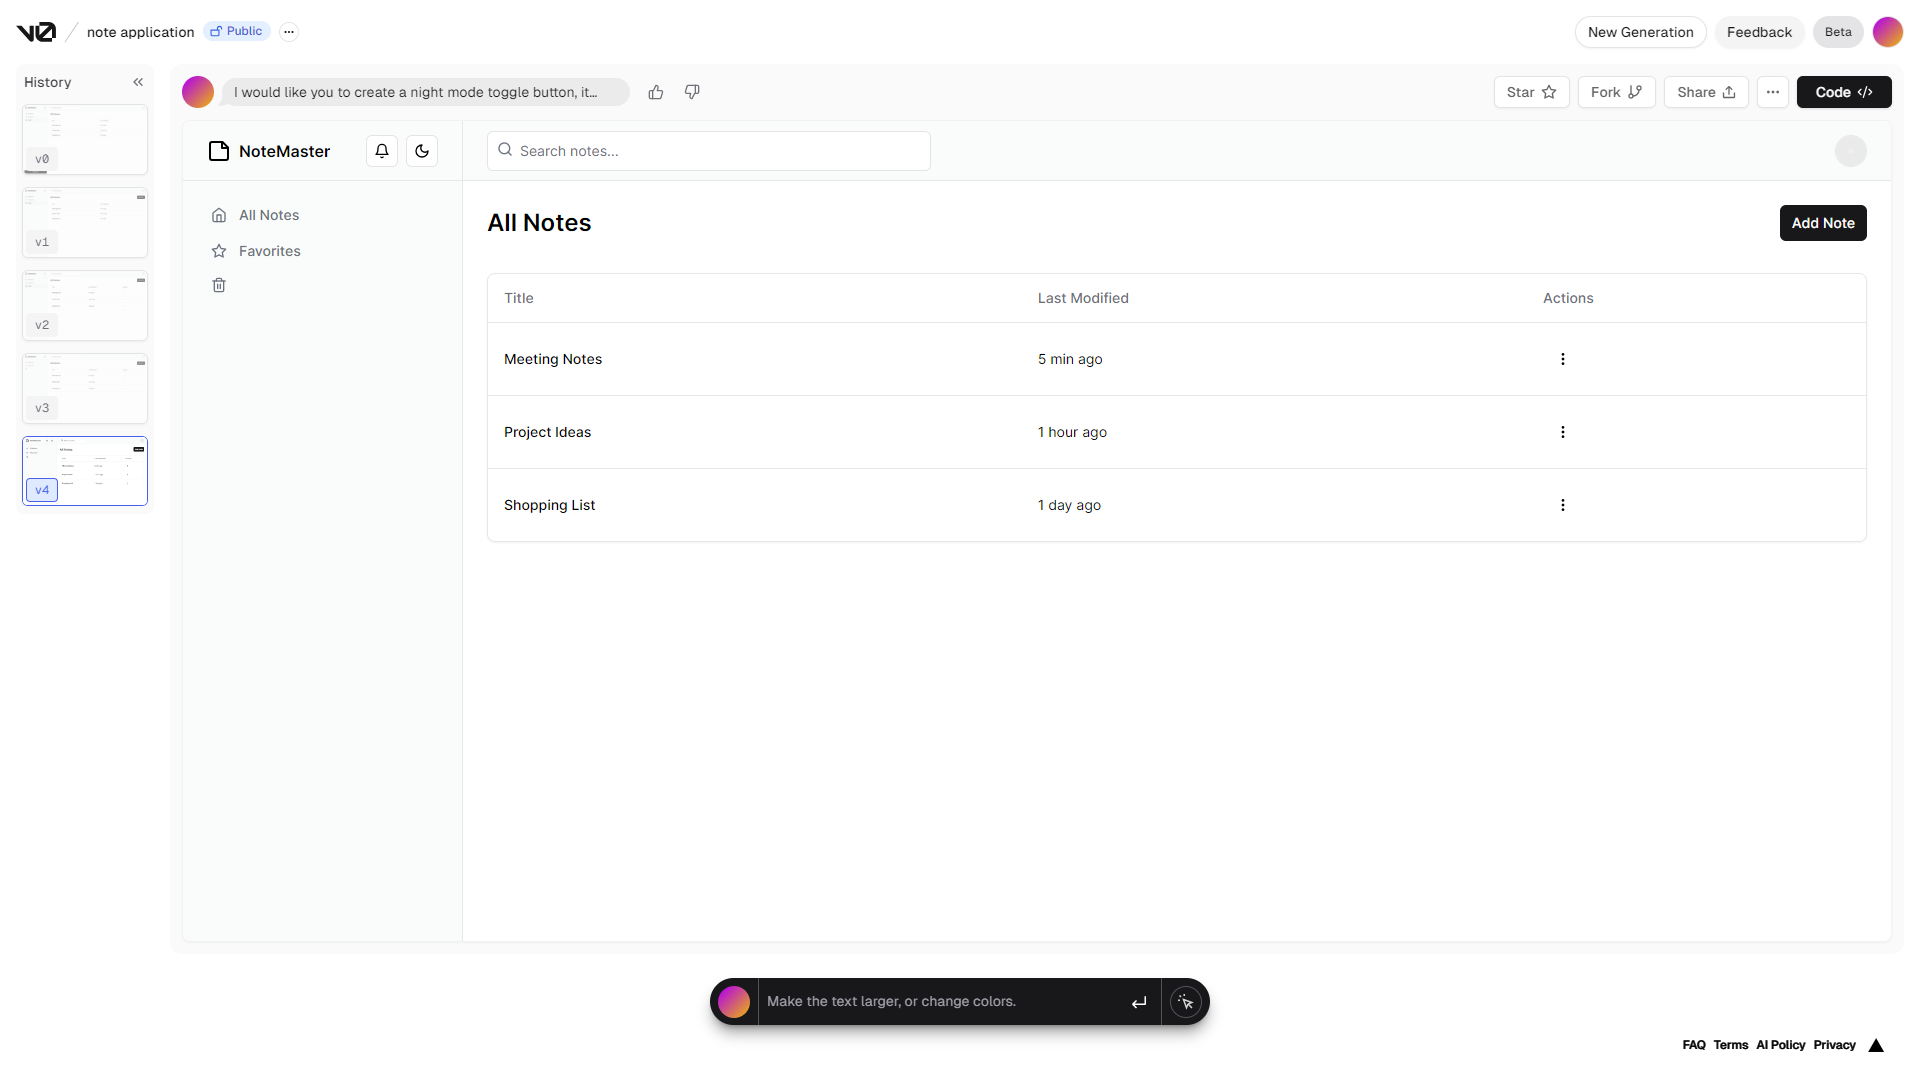 v0 / note application Public ...
New Generation Feedback Beta
History
I would like you to create a night mode toggle button, it...
Star Fork Share ... Code </>
v0
v1
v2
v3
v4
NoteMaster
Search notes...
All Notes
Favorites
All Notes
Add Note
Title Last Modified Actions
Meeting Notes 5 min ago
Project Ideas 1 hour ago
Shopping List 1 day ago
Make the text larger, or change colors.
FAQ Terms AI Policy Privacy